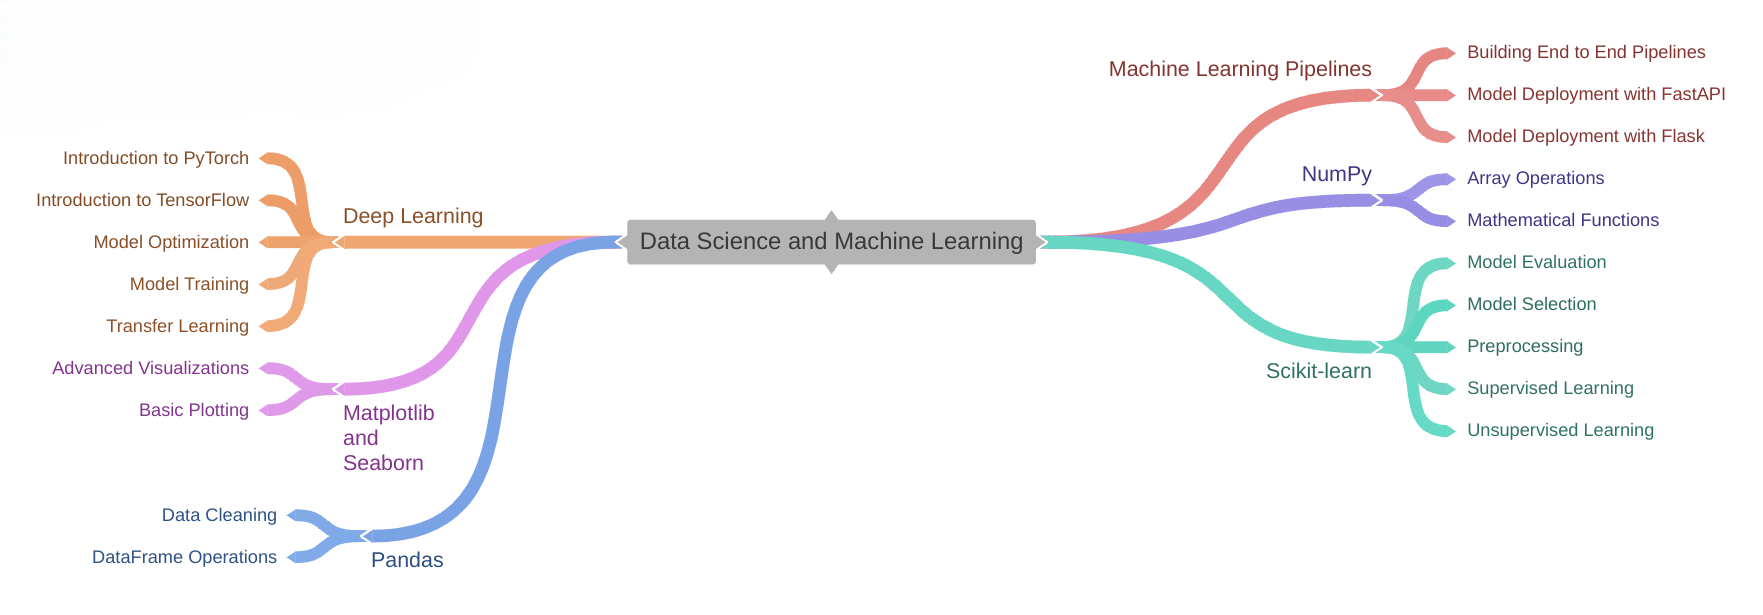 Data Science and Machine Learning
Machine Learning Pipelines
Building End to End Pipelines
Model Deployment with FastAPI
Model Deployment with Flask
NumPy
Array Operations
Mathematical Functions
Scikit-learn
Model Evaluation
Model Selection
Preprocessing
Supervised Learning
Unsupervised Learning
Deep Learning
Introduction to PyTorch
Introduction to TensorFlow
Model Optimization
Model Training
Transfer Learning
Matplotlib
and
Seaborn
Advanced Visualizations
Basic Plotting
Pandas
Data Cleaning
DataFrame Operations